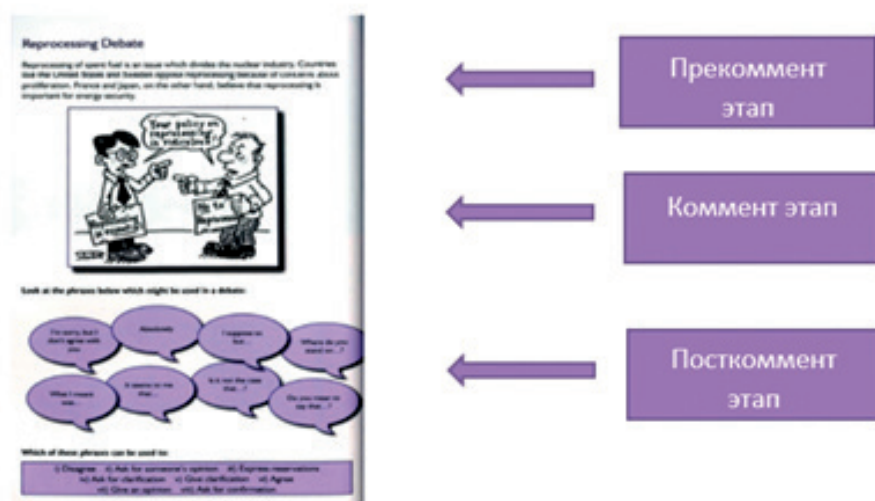 Reprocessing Debate
Reprocessing of spent fuel is an issue which divides the nuclear industry. Countries
like the United States and Sweden oppose reprocessing because of concerns about
proliferation. France and Japan, on the other hand, believe that reprocessing is
important for energy security.
Your policy on
reprocessing
is ridiculous!
No to
Look at the phrases below which might be used in a debate:
I'm sorry, but I
don't agree with
you
Absolutely
I suppose so
but...
Where do you
stand on...?
What I meant
was...
It seems to me
that...
Is it not the case
that...?
Do you mean to
say that...?
Which of these phrases can be used to:
i) Disagree ii) Ask for someone's opinion iii) Express reservations
iv) Ask for clarification v) Give clarification vi) Agree
vii) Give an opinion viii) Ask for confirmation
Прекоммент
этап
Коммент этап
Посткоммент
этап